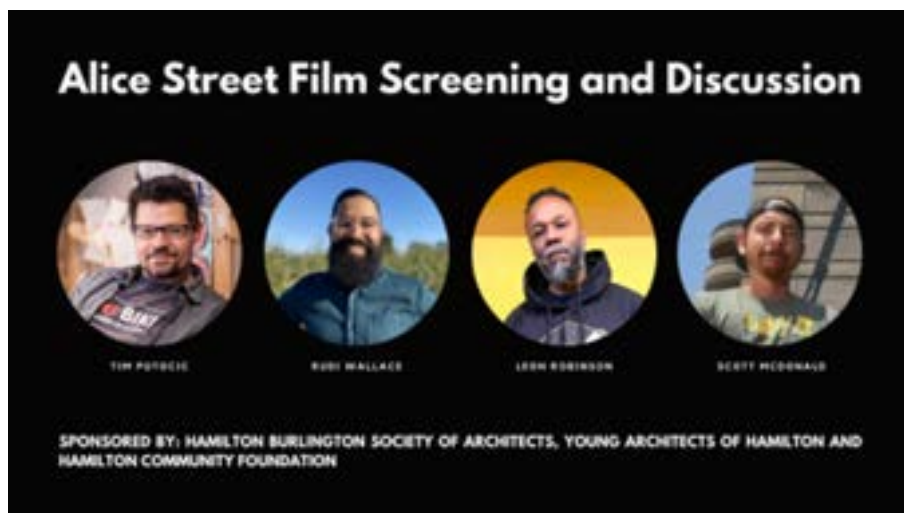 Alice Street Film Screening and Discussion
TIM POTOCIC
RUDI WALLACE
LEON ROBINSON
SCOTT MCDONALD
SPONSORED BY: HAMILTON BURLINGTON SOCIETY OF ARCHITECTS, YOUNG ARCHITECTS OF HAMILTON AND
HAMILTON COMMUNITY FOUNDATION